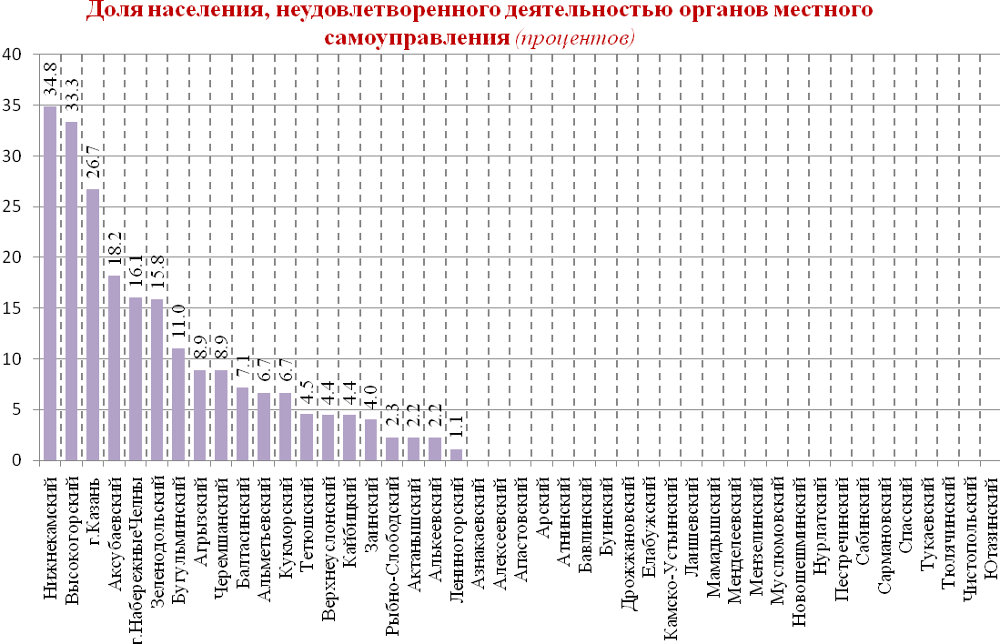 Доля населения, неудовлетворенного деятельностью органов местного
самоуправления (процентов)
40
35
30
25
20
15
10
5
0
34.8
33.3
26.7
18.2
16.1
15.8
11.0
8.9
8.9
7.1
6.7
6.7
4.5
4.4
4.4
4.0
2.3
2.2
2.2
1.1
Нижнекамский
Высокогорский
г.Казань
Аксубаевский
г.НабережныеЧелны
Зеленодольский
Бугульминский
Агрызский
Черемшанский
Балтасинский
Альметьевский
Кукморский
Тетюшский
Верхнеуслонский
Кайбицкий
Заинский
Рыбно-Слободский
Актанышский
Алькеевский
Лениногорский
Азнакаевский
Алексеевский
Апастовский
Арский
Атнинский
Бавлинский
Буинский
Дрожжановский
Елабужский
Камско-Устьинский
Лаишевский
Мамадышский
Менделеевский
Мензелинский
Муслюмовский
Новошешминский
Нурлатский
Пестречинский
Сабинский
Сармановский
Спасский
Тукаевский
Тюлячинский
Чистопольский
Ютазинский